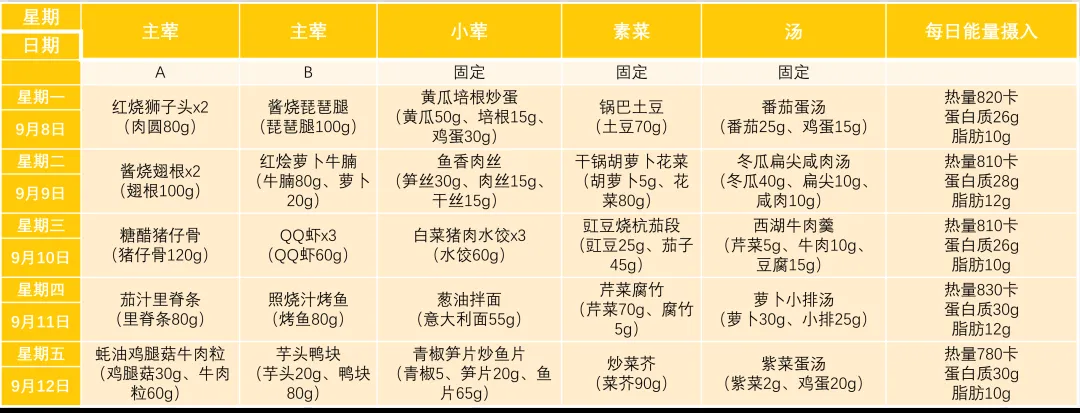 星期 主荤 主荤 小荤 素菜 汤 每日能量摄入
日期
A B 固定 固定 固定
星期一
9月8日
红烧狮子头x2
(肉圆80g)
酱烧琵琶腿
(琵琶腿100g)
黄瓜培根炒蛋
(黄瓜50g、培根15g、
鸡蛋30g)
锅巴土豆
(土豆70g)
番茄蛋汤
(番茄25g、鸡蛋15g)
热量820卡
蛋白质26g
脂肪10g
星期二
9月9日
酱烧翅根x2
(翅根100g)
红烩萝卜牛腩
(牛腩80g、萝卜
20g)
鱼香肉丝
(笋丝30g、肉丝15g、
干丝15g)
干锅胡萝卜花菜
(胡萝卜5g、花
菜80g)
冬瓜扁尖咸肉汤
(冬瓜40g、扁尖10g、
咸肉10g)
热量810卡
蛋白质28g
脂肪12g
星期三
9月10日
糖醋猪仔骨
(猪仔骨120g)
QQ虾x3
(QQ虾60g)
白菜猪肉水饺x3
(水饺60g)
豇豆烧杭茄段
(豇豆25g、茄子
45g)
西湖牛肉羹
(芹菜5g、牛肉10g、
豆腐15g)
热量810卡
蛋白质26g
脂肪10g
星期四
9月11日
茄汁里脊条
(里脊条80g)
照烧汁烤鱼
(烤鱼80g)
葱油拌面
(意大利面55g)
芹菜腐竹
(芹菜70g、腐竹
5g)
萝卜小排汤
(萝卜30g、小排25g)
热量830卡
蛋白质30g
脂肪12g
星期五
9月12日
蚝油鸡腿菇牛肉粒
(鸡腿菇30g、牛肉
粒60g)
芋头鸭块
(芋头20g、鸭块
80g)
青椒笋片炒鱼片
(青椒5、笋片20g、鱼
片65g)
炒菜芥
(菜芥90g)
紫菜蛋汤
(紫菜2g、鸡蛋20g)
热量780卡
蛋白质30g
脂肪10g